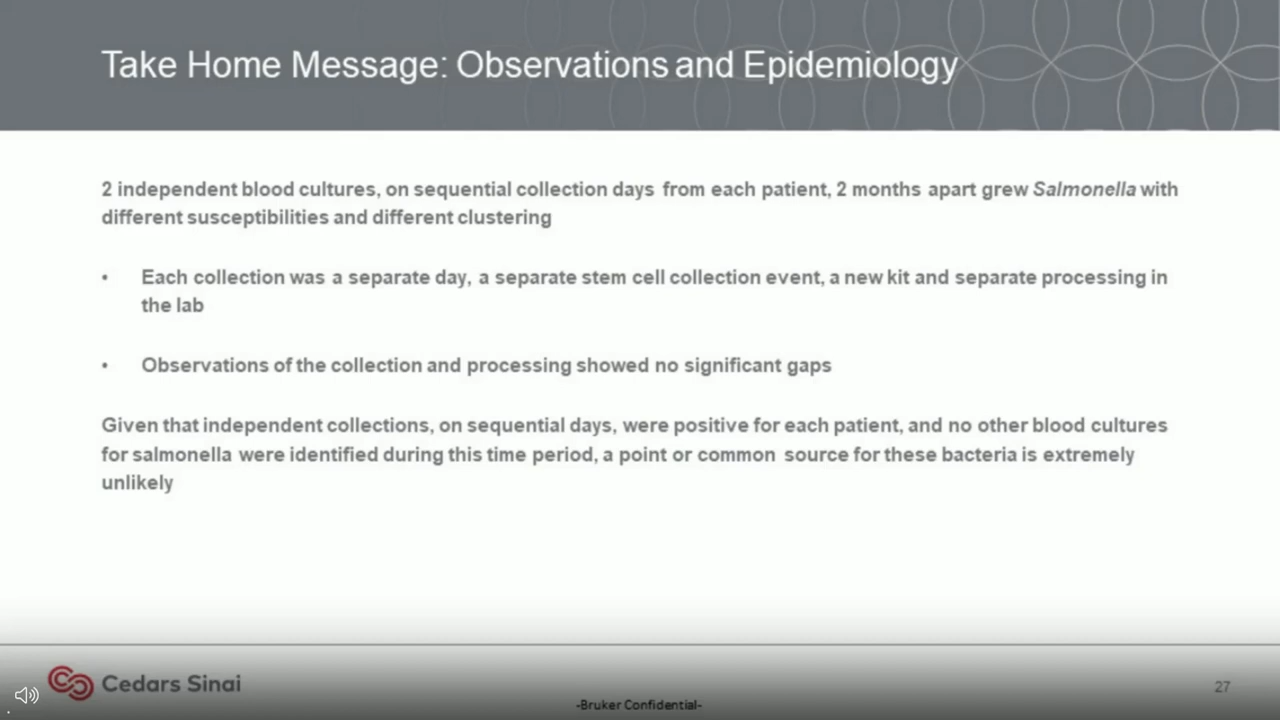 Take Home Message: Observations and Epidemiology
2 independent blood cultures, on sequential collection days from each patient, 2 months apart grew Salmonella with
different susceptibilities and different clustering
• Each collection was a separate day, a separate stem cell collection event, a new kit and separate processing in
the lab
• Observations of the collection and processing showed no significant gaps
Given that independent collections, on sequential days, were positive for each patient, and no other blood cultures
for salmonella were identified during this time period, a point or common source for these bacteria is extremely
unlikely
Cedars Sinai
27
-Bruker Confidential-